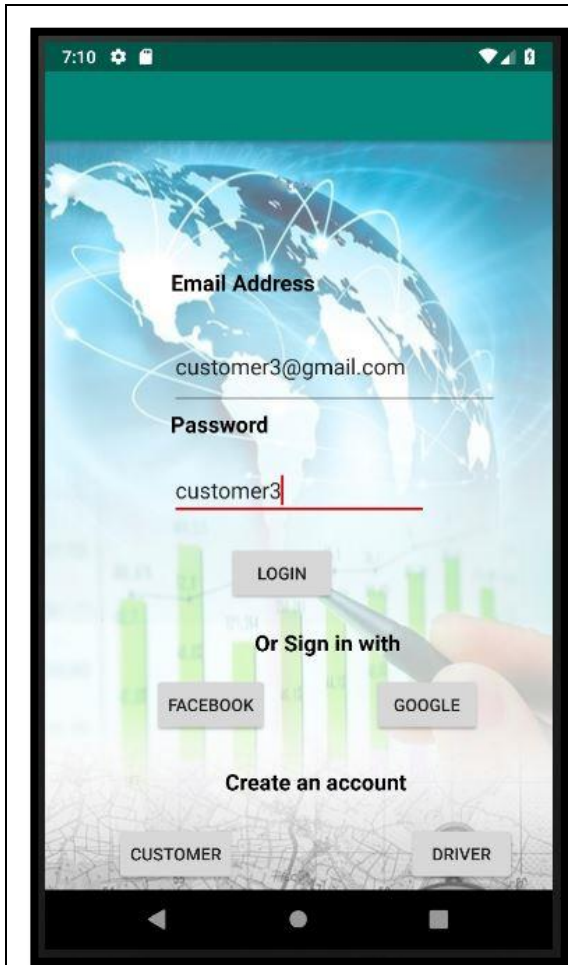 7:10
Email Address
customer3@gmail.com
Password
customer3
LOGIN
Or Sign in with
FACEBOOK GOOGLE
Create an account
CUSTOMER DRIVER